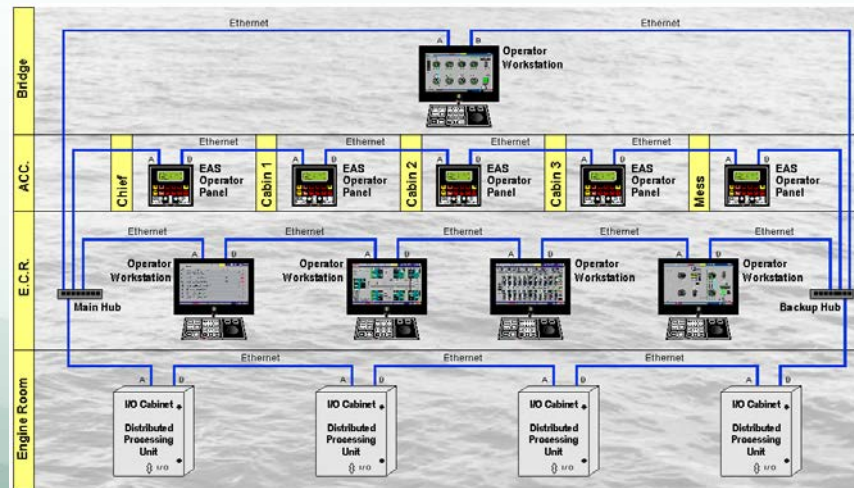 Bridge
Ethernet
Ethernet
A
B
Operator
Workstation
ACC.
Chief
A
B
EAS
Operator
Panel
Ethernet
Cabin 1
A
B
EAS
Operator
Panel
Ethernet
Cabin 2
A
B
EAS
Operator
Panel
Ethernet
Cabin 3
A
B
EAS
Operator
Panel
Ethernet
Mess
A
B
EAS
Operator
Panel
E.C.R.
Main Hub
Ethernet
Operator
Workstation
A
B
Ethernet
Operator
Workstation
A
B
Ethernet
A
B
Operator
Workstation
Ethernet
A
B
Operator
Workstation
Ethernet
Backup Hub
Engine Room
Ethernet
Ethernet
Ethernet
A
B
I/O Cabinet
Distributed
Processing
Unit
I/O
A
B
I/O Cabinet
Distributed
Processing
Unit
I/O
A
B
I/O Cabinet
Distributed
Processing
Unit
I/O
A
B
I/O Cabinet
Distributed
Processing
Unit
I/O